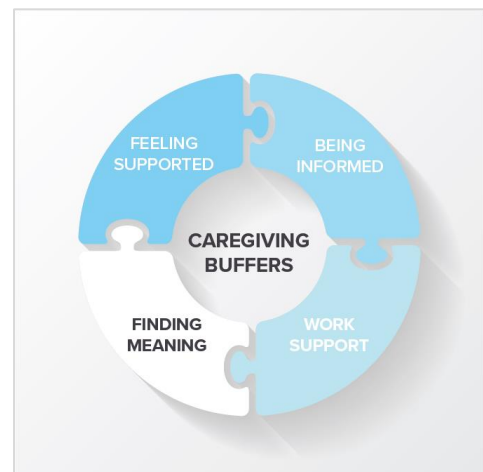 FEELING
SUPPORTED
BEING
INFORMED
CAREGIVING
BUFFERS
FINDING
MEANING
WORK
SUPPORT